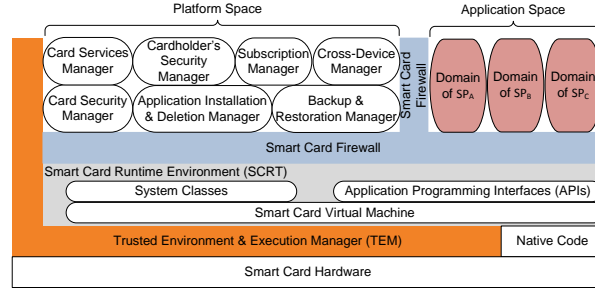 Platform Space
Application Space
Card Services
Manager
Cardholder's
Security
Manager
Subscription
Manager
Cross-Device
Manager
Card Security
Manager
Application Installation
& Deletion Manager
Backup &
Restoration Manager
Smart Card
Firewall
Domain
of SPA
Domain
of SPB
Domain
of SPC
Smart Card Firewall
Smart Card Runtime Environment (SCRT)
System Classes
Application Programming Interfaces (APIs)
Smart Card Virtual Machine
Trusted Environment & Execution Manager (TEM)
Native Code
Smart Card Hardware